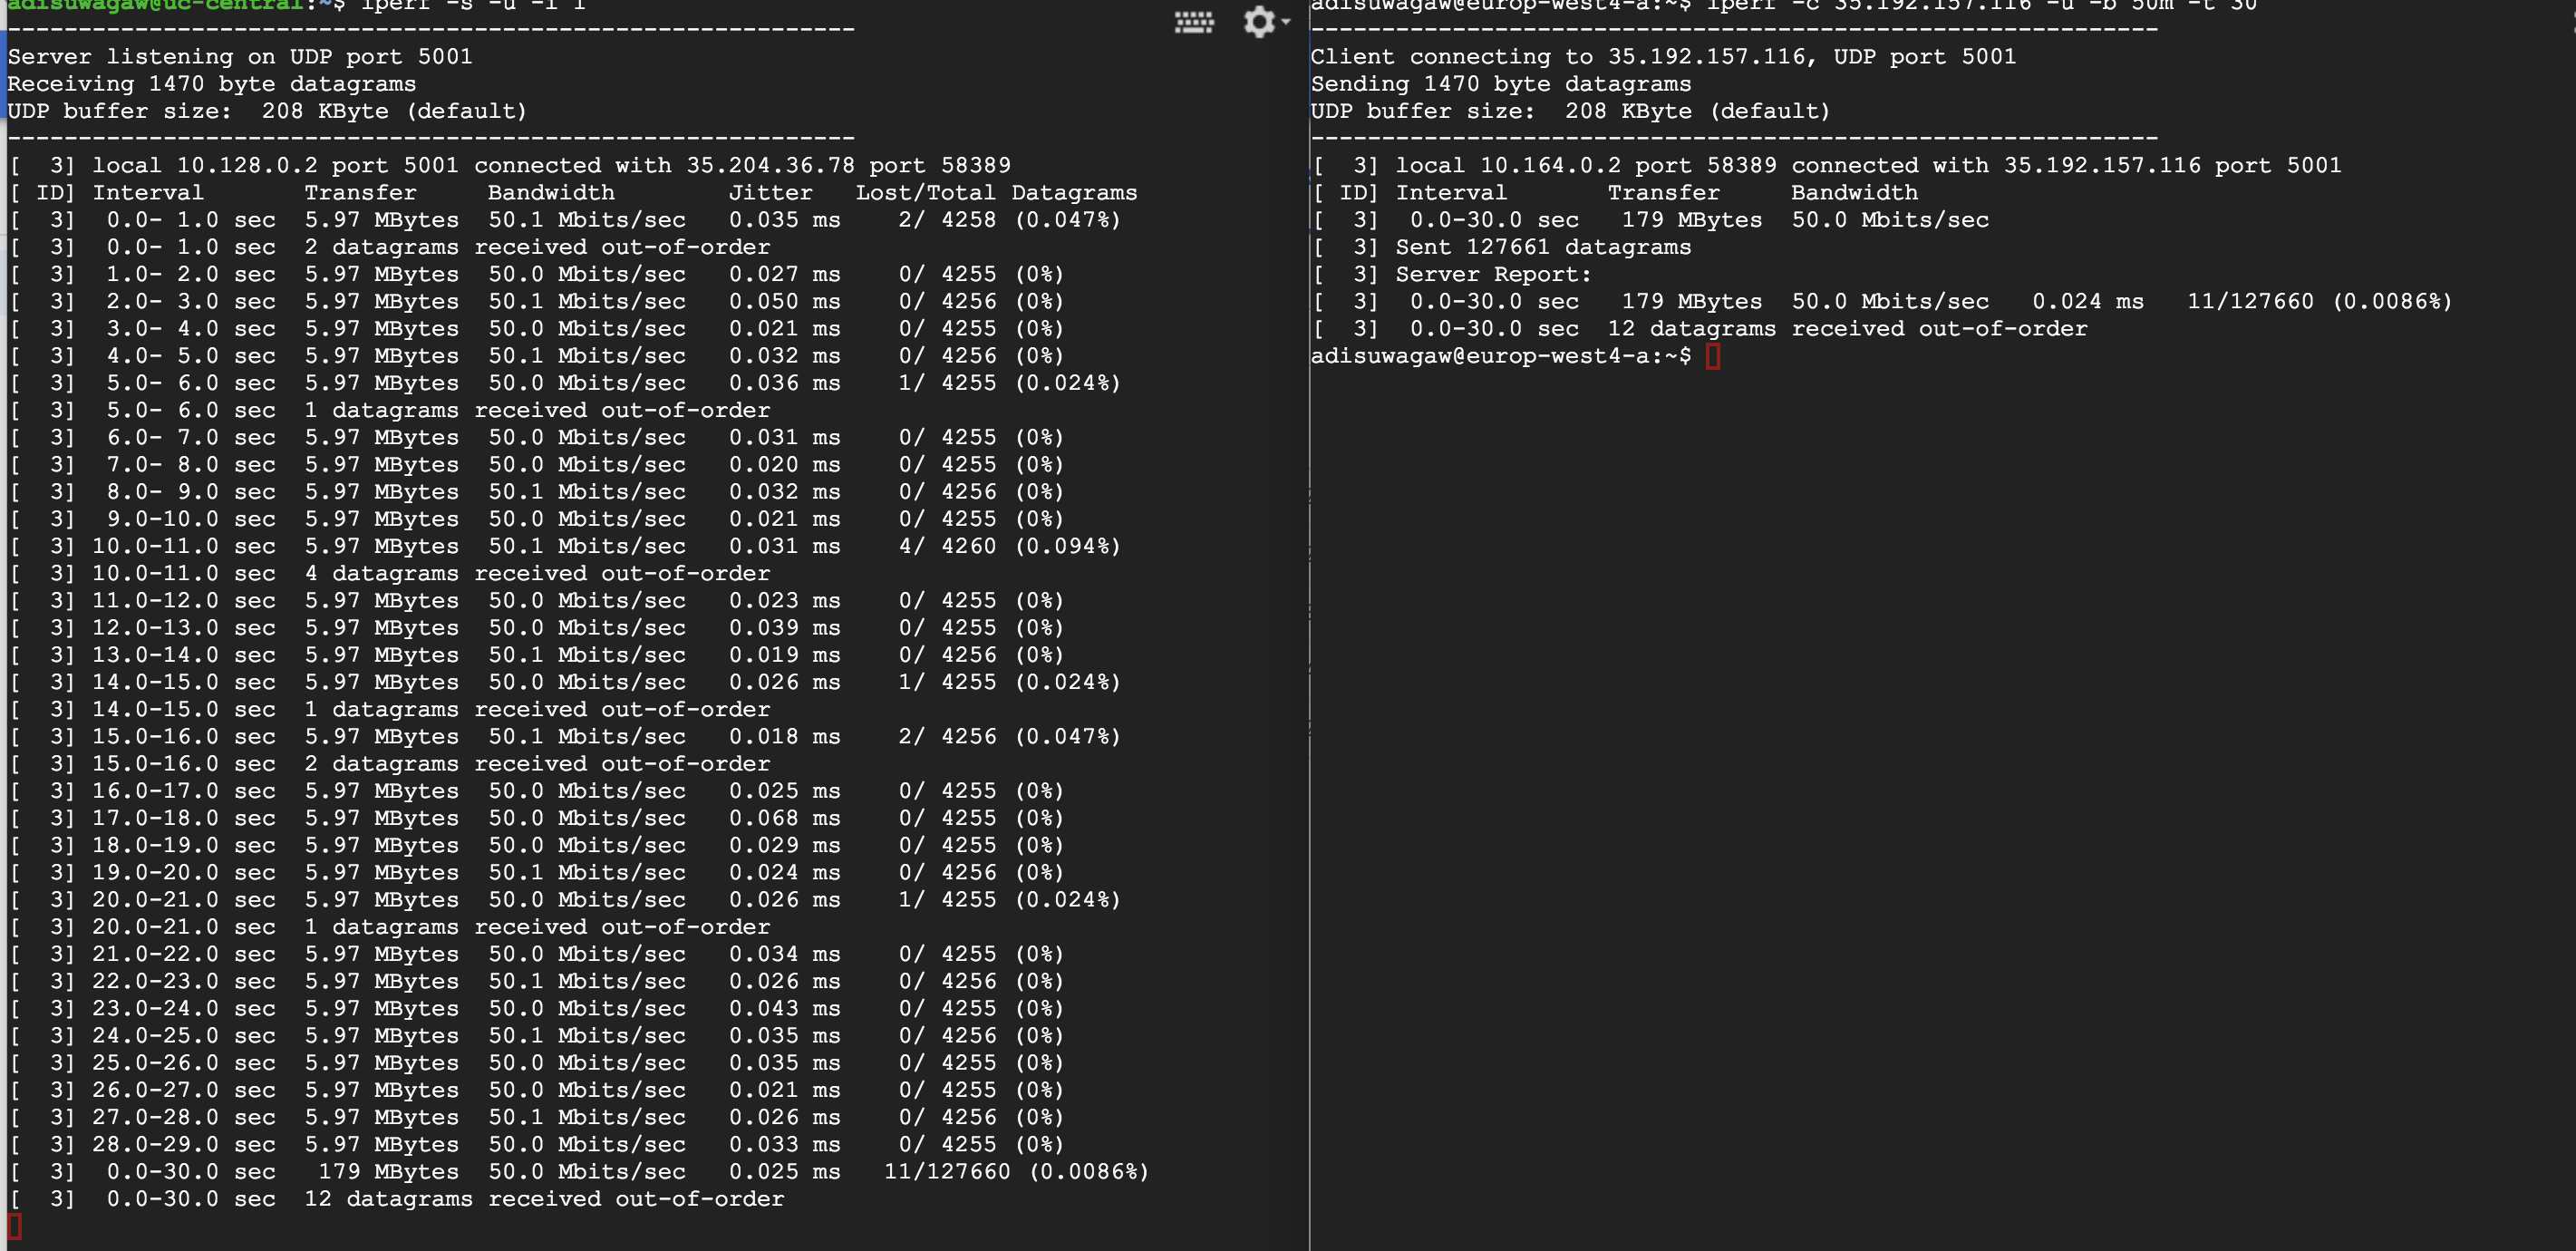 adisuwagaw@uc-central:~$ iperf -s -u -i 1
------------------------------------------------------------
Server listening on UDP port 5001
Receiving 1470 byte datagrams
UDP buffer size:  208 KByte (default)
------------------------------------------------------------
[  3] local 10.128.0.2 port 5001 connected with 35.204.36.78 port 58389
[ ID] Interval       Transfer     Bandwidth        Jitter   Lost/Total Datagrams
[  3]  0.0- 1.0 sec  5.97 MBytes  50.1 Mbits/sec   0.035 ms    2/ 4258 (0.047%)
[  3]  0.0- 1.0 sec  2 datagrams received out-of-order
[  3]  1.0- 2.0 sec  5.97 MBytes  50.0 Mbits/sec   0.027 ms    0/ 4255 (0%)
[  3]  2.0- 3.0 sec  5.97 MBytes  50.1 Mbits/sec   0.050 ms    0/ 4256 (0%)
[  3]  3.0- 4.0 sec  5.97 MBytes  50.0 Mbits/sec   0.021 ms    0/ 4255 (0%)
[  3]  4.0- 5.0 sec  5.97 MBytes  50.1 Mbits/sec   0.032 ms    0/ 4256 (0%)
[  3]  5.0- 6.0 sec  5.97 MBytes  50.0 Mbits/sec   0.036 ms    1/ 4255 (0.024%)
[  3]  5.0- 6.0 sec  1 datagrams received out-of-order
[  3]  6.0- 7.0 sec  5.97 MBytes  50.0 Mbits/sec   0.031 ms    0/ 4255 (0%)
[  3]  7.0- 8.0 sec  5.97 MBytes  50.0 Mbits/sec   0.020 ms    0/ 4255 (0%)
[  3]  8.0- 9.0 sec  5.97 MBytes  50.1 Mbits/sec   0.032 ms    0/ 4256 (0%)
[  3]  9.0-10.0 sec  5.97 MBytes  50.0 Mbits/sec   0.021 ms    0/ 4255 (0%)
[  3] 10.0-11.0 sec  5.97 MBytes  50.1 Mbits/sec   0.031 ms    4/ 4260 (0.094%)
[  3] 10.0-11.0 sec  4 datagrams received out-of-order
[  3] 11.0-12.0 sec  5.97 MBytes  50.0 Mbits/sec   0.023 ms    0/ 4255 (0%)
[  3] 12.0-13.0 sec  5.97 MBytes  50.0 Mbits/sec   0.039 ms    0/ 4255 (0%)
[  3] 13.0-14.0 sec  5.97 MBytes  50.1 Mbits/sec   0.019 ms    0/ 4256 (0%)
[  3] 14.0-15.0 sec  5.97 MBytes  50.0 Mbits/sec   0.026 ms    1/ 4255 (0.024%)
[  3] 14.0-15.0 sec  1 datagrams received out-of-order
[  3] 15.0-16.0 sec  5.97 MBytes  50.1 Mbits/sec   0.018 ms    2/ 4256 (0.047%)
[  3] 15.0-16.0 sec  2 datagrams received out-of-order
[  3] 16.0-17.0 sec  5.97 MBytes  50.0 Mbits/sec   0.025 ms    0/ 4255 (0%)
[  3] 17.0-18.0 sec  5.97 MBytes  50.0 Mbits/sec   0.068 ms    0/ 4255 (0%)
[  3] 18.0-19.0 sec  5.97 MBytes  50.0 Mbits/sec   0.029 ms    0/ 4255 (0%)
[  3] 19.0-20.0 sec  5.97 MBytes  50.1 Mbits/sec   0.024 ms    0/ 4256 (0%)
[  3] 20.0-21.0 sec  5.97 MBytes  50.0 Mbits/sec   0.026 ms    1/ 4255 (0.024%)
[  3] 20.0-21.0 sec  1 datagrams received out-of-order
[  3] 21.0-22.0 sec  5.97 MBytes  50.0 Mbits/sec   0.034 ms    0/ 4255 (0%)
[  3] 22.0-23.0 sec  5.97 MBytes  50.1 Mbits/sec   0.026 ms    0/ 4256 (0%)
[  3] 23.0-24.0 sec  5.97 MBytes  50.0 Mbits/sec   0.043 ms    0/ 4255 (0%)
[  3] 24.0-25.0 sec  5.97 MBytes  50.1 Mbits/sec   0.035 ms    0/ 4256 (0%)
[  3] 25.0-26.0 sec  5.97 MBytes  50.0 Mbits/sec   0.035 ms    0/ 4255 (0%)
[  3] 26.0-27.0 sec  5.97 MBytes  50.0 Mbits/sec   0.021 ms    0/ 4255 (0%)
[  3] 27.0-28.0 sec  5.97 MBytes  50.1 Mbits/sec   0.026 ms    0/ 4256 (0%)
[  3] 28.0-29.0 sec  5.97 MBytes  50.0 Mbits/sec   0.033 ms    0/ 4255 (0%)
[  3]  0.0-30.0 sec   179 MBytes  50.0 Mbits/sec   0.025 ms   11/127660 (0.0086%)
[  3]  0.0-30.0 sec  12 datagrams received out-of-order
adisuwagaw@europ-west4-a:~$ iperf -c 35.192.157.116 -u -b 50m -t 30
------------------------------------------------------------
Client connecting to 35.192.157.116, UDP port 5001
Sending 1470 byte datagrams
UDP buffer size:  208 KByte (default)
------------------------------------------------------------
[  3] local 10.164.0.2 port 58389 connected with 35.192.157.116 port 5001
[ ID] Interval       Transfer     Bandwidth
[  3]  0.0-30.0 sec   179 MBytes  50.0 Mbits/sec
[  3] Sent 127661 datagrams
[  3] Server Report:
[  3]  0.0-30.0 sec   179 MBytes  50.0 Mbits/sec   0.024 ms   11/127660 (0.0086%)
[  3]  0.0-30.0 sec  12 datagrams received out-of-order
adisuwagaw@europ-west4-a:~$